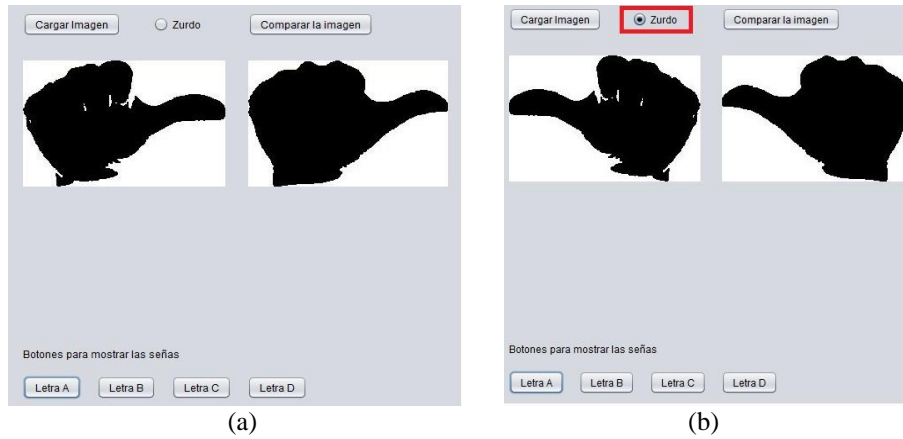 Cargar Imagen Zurdo Comparar la imagen
Botones para mostrar las señas
Letra A Letra B Letra C Letra D
(a)
Cargar Imagen Zurdo Comparar la imagen
Botones para mostrar las señas
Letra A Letra B Letra C Letra D
(b)